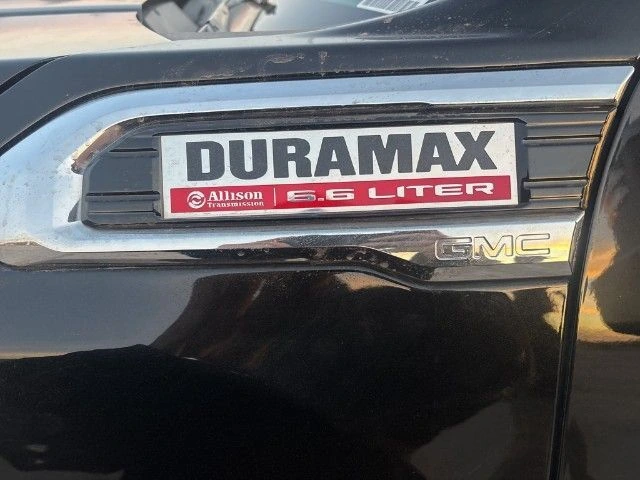 DURAMAX
Allison
Transmission
6.6 LITER
GMC